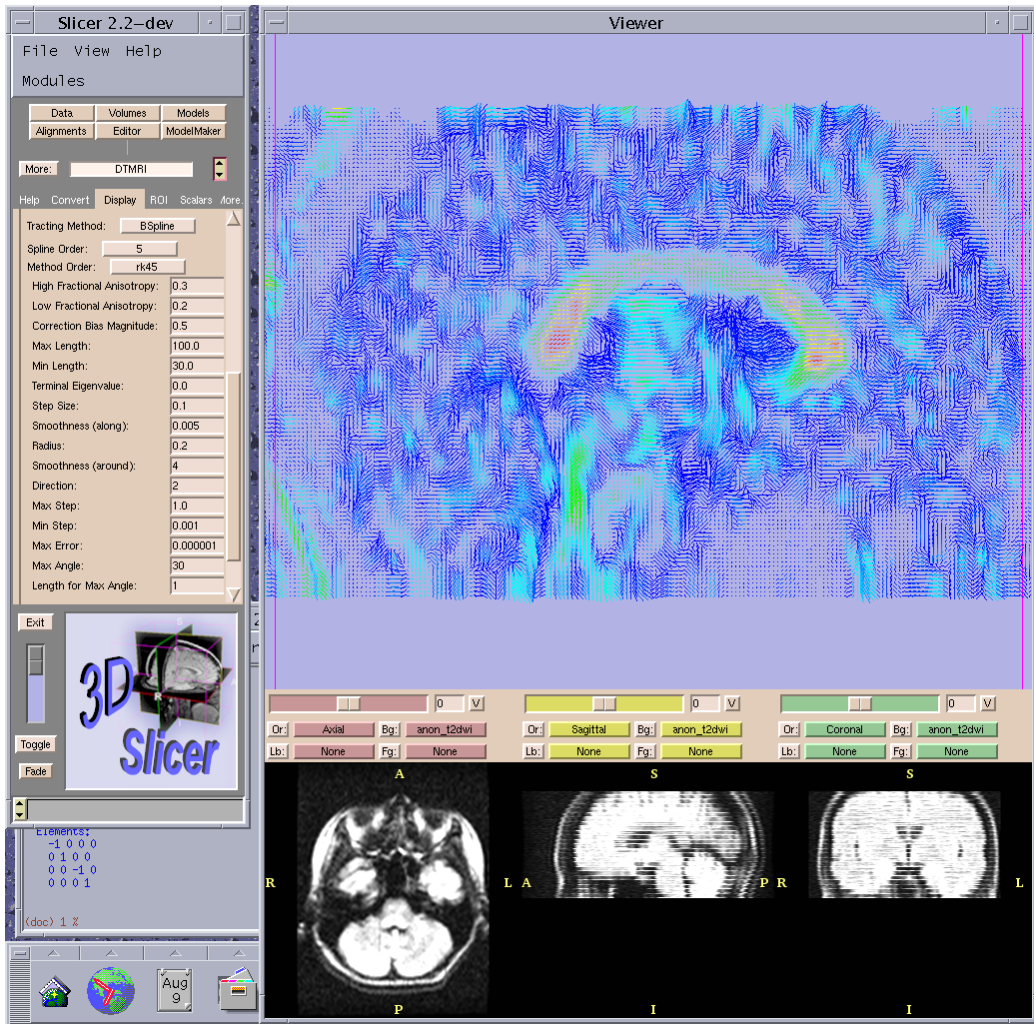 Slicer 2.2-dev
File View Help
Modules
Data Volumes Models
Alignments Editor ModelMaker
More: DTMRI
Help Convert Display ROI Scalars More.
Tracting Method: BSpline
Spline Order: 5
Method Order: rk45
High Fractional Anisotropy: 0.3
Low Fractional Anisotropy: 0.2
Correction Bias Magnitude: 0.5
Max Length: 100.0
Min Length: 30.0
Terminal Eigenvalue: 0.0
Step Size: 0.1
Smoothness (along): 0.005
Radius: 0.2
Smoothness (around): 4
Direction: 2
Max Step: 1.0
Min Step: 0.001
Max Error: 0.000001
Max Angle: 30
Length for Max Angle: 1
Exit
Toggle
Fade
R
3D
Slicer
Elements:
-1 0 0 0
0 1 0 0
0 0 -1 0
0 0 0 1
(doc) 1 %
Aug
9
Viewer
0 V 0 V 0 V
Or: Axial Bg: anon_t2dwi Or: Sagittal Bg: anon_t2dwi Or: Coronal Bg: anon_t2dwi
Lb: None Fg: None Lb: None Fg: None Lb: None Fg: None
A S S
R L A P R L
P I I